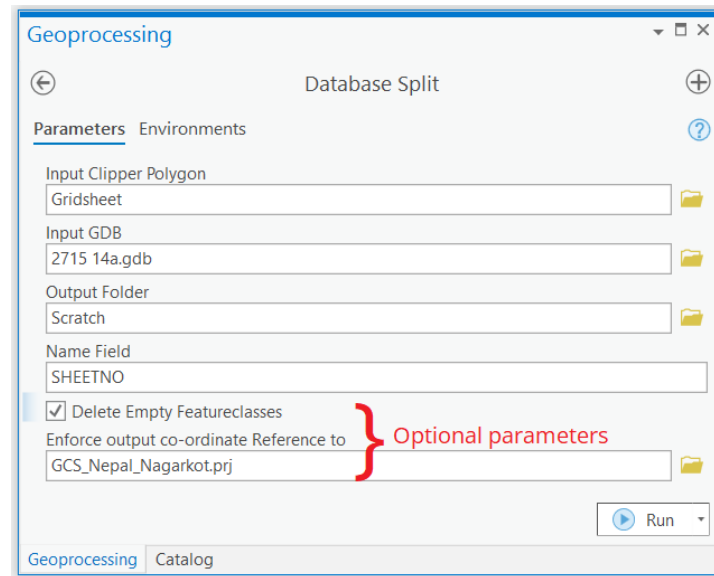 Geoprocessing
Database Split
Parameters Environments
Input Clipper Polygon
Gridsheet
Input GDB
2715 14a.gdb
Output Folder
Scratch
Name Field
SHEETNO
Delete Empty Featureclasses
Enforce output co-ordinate Reference to
Optional parameters
GCS_Nepal_Nagarkot.prj
Run
Geoprocessing Catalog